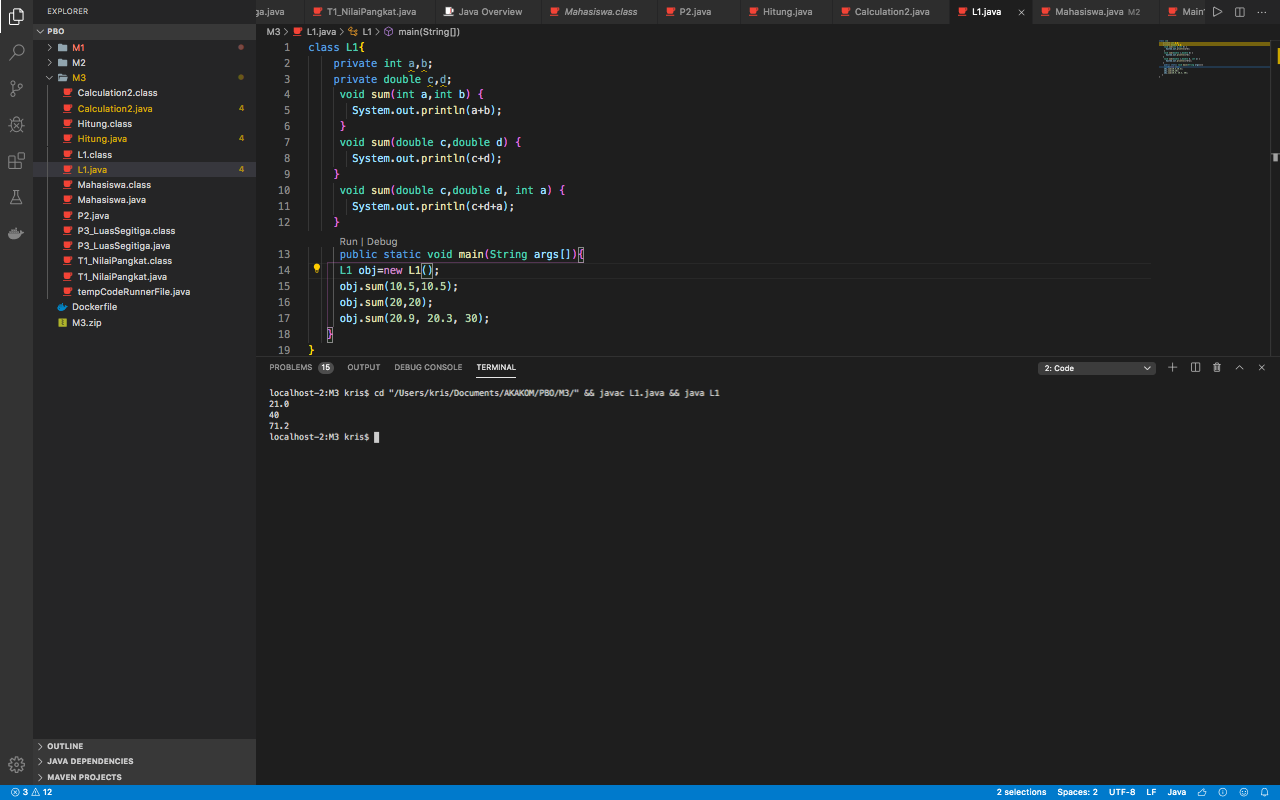 EXPLORER
ga.java
T1_NilaiPangkat.java
Java Overview
Mahasiswa.class
P2.java
Hitung.java
Calculation2.java
L1.java
Mahasiswa.java M2
Main
PBO
M1
M2
M3
Calculation2.class
Calculation2.java 4
Hitung.class
Hitung.java 4
L1.class
L1.java 4
Mahasiswa.class
Mahasiswa.java
P2.java
P3_LuasSegitiga.class
P3_LuasSegitiga.java
T1_NilaiPangkat.class
T1_NilaiPangkat.java
tempCodeRunnerFile.java
Dockerfile
M3.zip
OUTLINE
JAVA DEPENDENCIES
MAVEN PROJECTS
M3 > L1.java > L1 > main(String[])
1 class L1{
2 private int a,b;
3 private double c,d;
4 void sum(int a,int b) {
5 System.out.println(a+b);
6 }
7 void sum(double c,double d) {
8 System.out.println(c+d);
9 }
10 void sum(double c,double d, int a) {
11 System.out.println(c+d+a);
12 }
Run | Debug
13 public static void main(String args[]){
14 L1 obj=new L1();
15 obj.sum(10.5,10.5);
16 obj.sum(20,20);
17 obj.sum(20.9, 20.3, 30);
18 }
19 }
PROBLEMS 15 OUTPUT DEBUG CONSOLE TERMINAL
2: Code
localhost-2:M3 kris$ cd "/Users/kris/Documents/AKAKOM/PBO/M3/" && javac L1.java && java L1
21.0
40
71.2
localhost-2:M3 kris$
3 12
2 selections Spaces: 2 UTF-8 LF Java